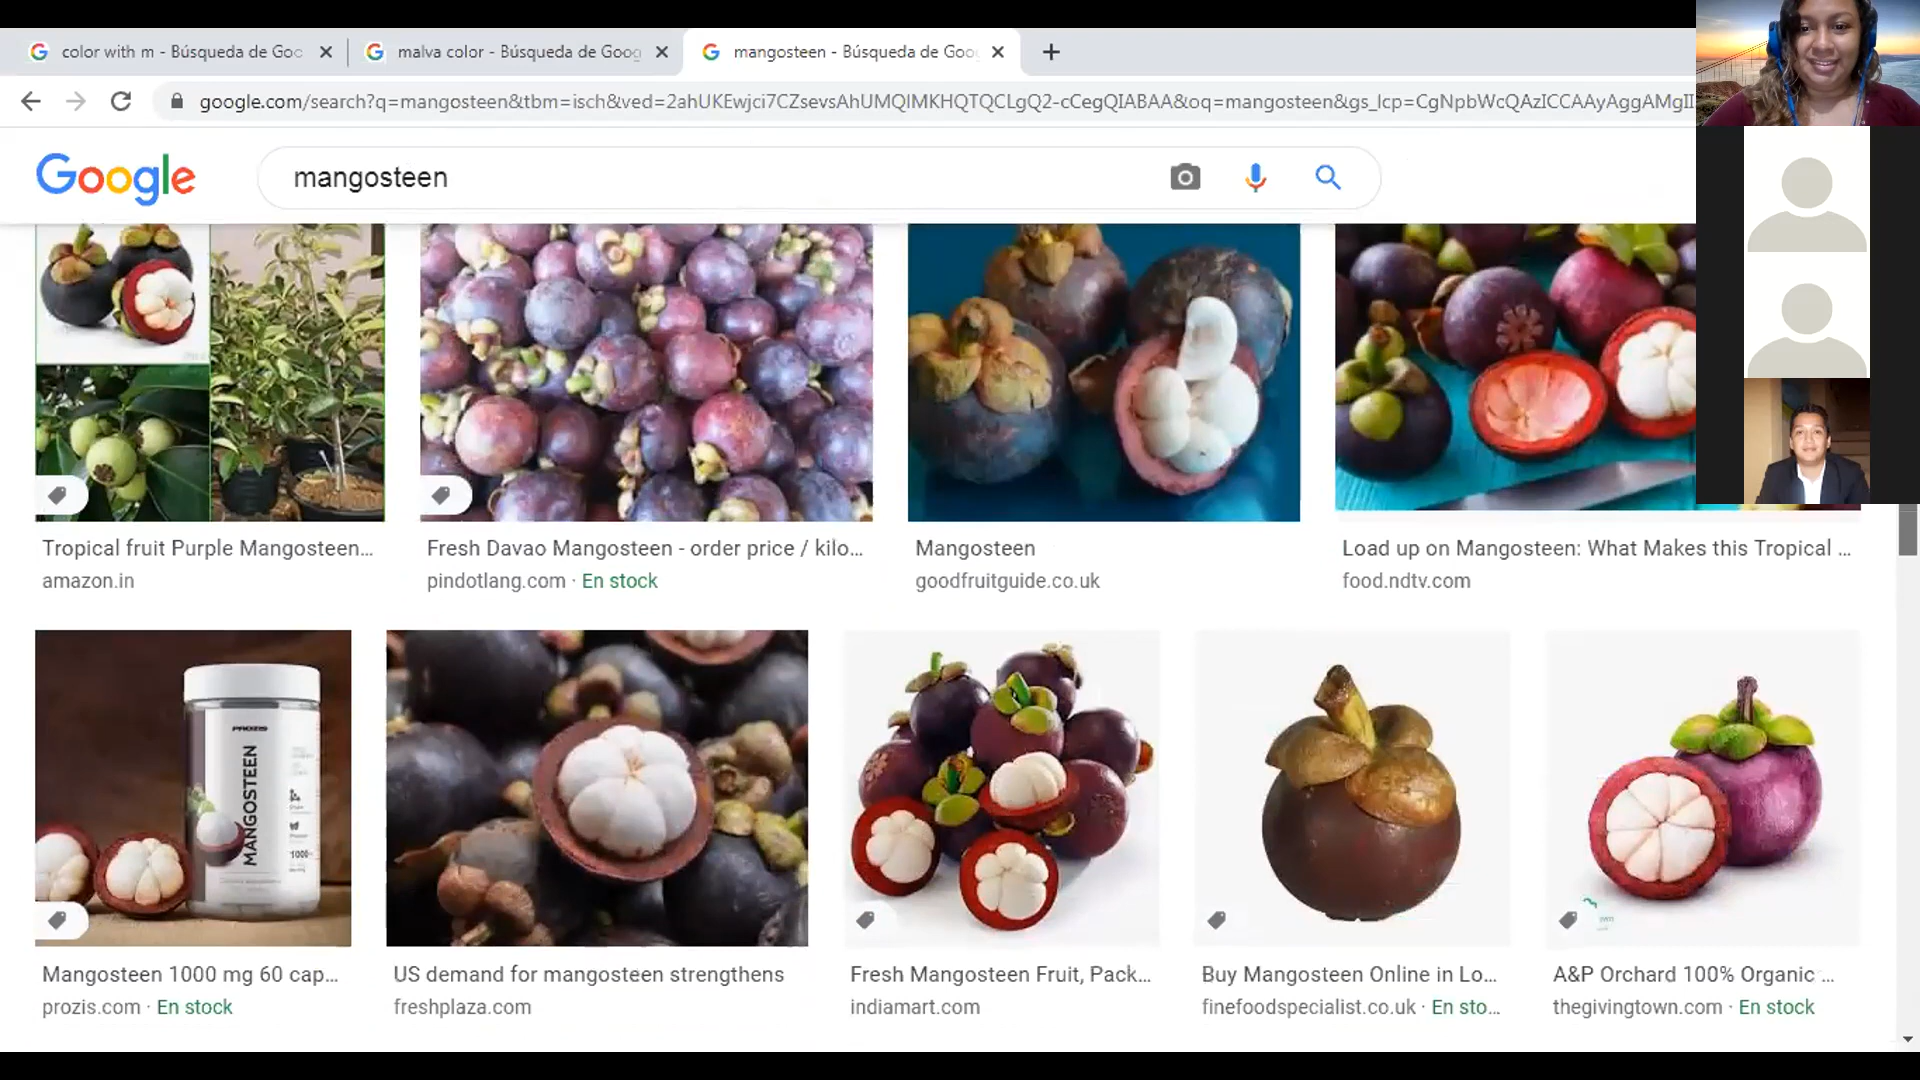 color with m - Búsqueda de Goo
malva color - Búsqueda de Goog
mangosteen - Búsqueda de Goo
google.com/search?q=mangosteen&tbm=isch&ved=2ahUKEwjci7CZsevsAhUMQIMKHQTQCLgQ2-cCegQIABAA&oq=mangosteen&gs_lcp=CgNpbWcQAzICCAAyAggAMgII
Google
mangosteen
Tropical fruit Purple Mangosteen...
amazon.in
Fresh Davao Mangosteen - order price / kilo...
pindotlang.com · En stock
Mangosteen
goodfruitguide.co.uk
Load up on Mangosteen: What Makes this Tropical ...
food.ndtv.com
PROZIS
MANGOSTEEN
1000
Mangosteen 1000 mg 60 cap...
prozis.com · En stock
US demand for mangosteen strengthens
freshplaza.com
Fresh Mangosteen Fruit, Pack...
indiamart.com
Buy Mangosteen Online in Lo...
finefoodspecialist.co.uk · En sto...
A&P Orchard 100% Organic ...
thegivingtown.com · En stock